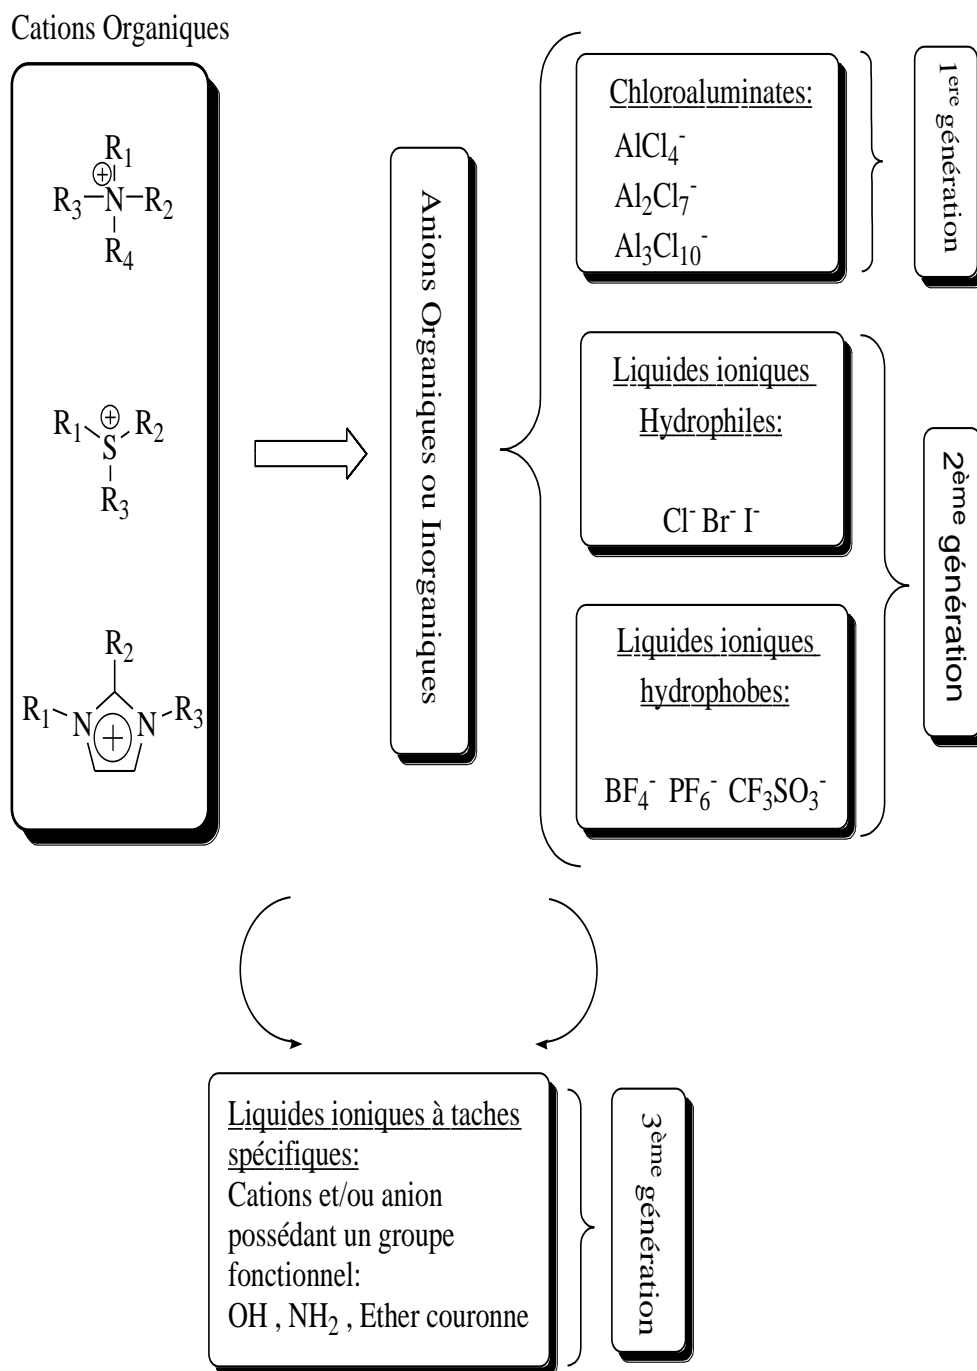 Cations Organiques
R1
⊕
R3-N-R2
R4
R1 ⊕ R2
S
R3
R2
R1 N + N R3
Anions Organiques ou Inorganiques
Chloroaluminates:
AlCl4-
Al2Cl7-
Al3Cl10-
1ere génération
Liquides ioniques
Hydrophiles:
Cl- Br- I-
Liquides ioniques
hydrophobes:
BF4- PF6- CF3SO3-
2ème génération
Liquides ioniques à taches
spécifiques:
Cations et/ou anion
possédant un groupe
fonctionnel:
OH , NH2 , Ether couronne
3ème génération